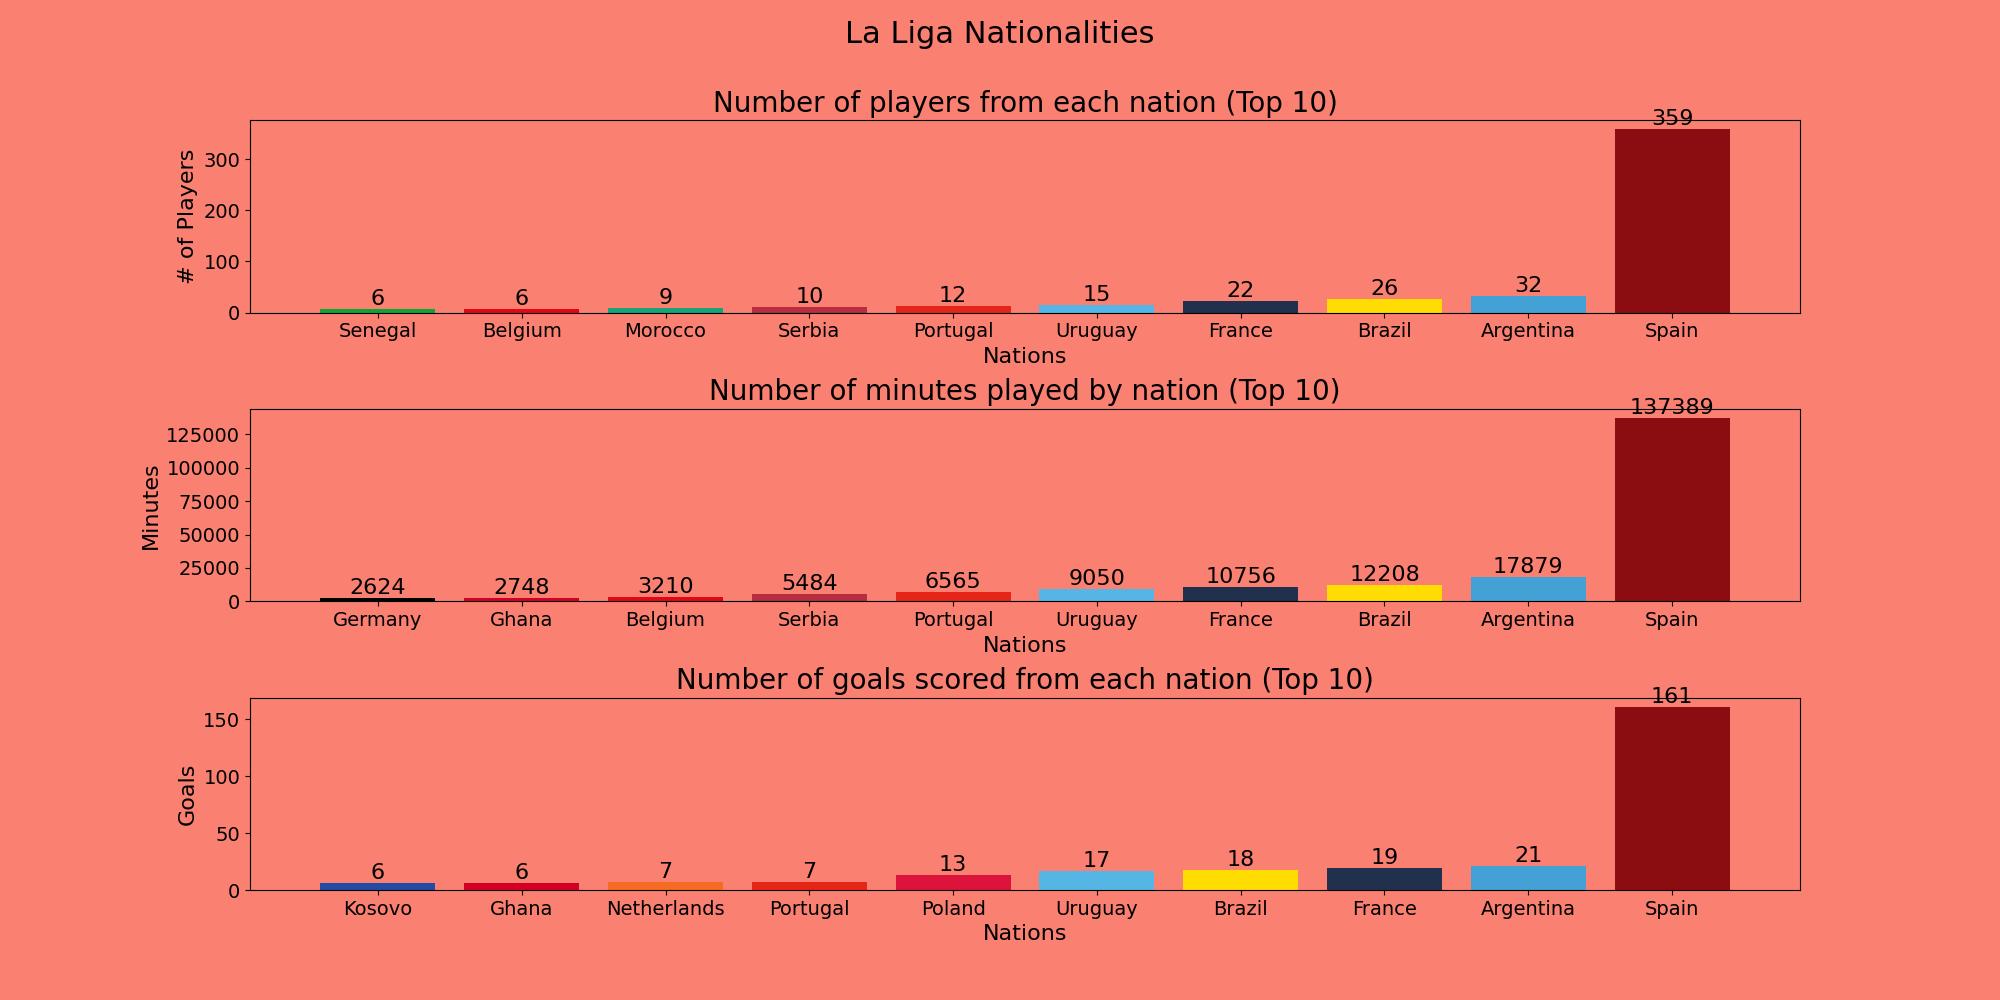 La Liga Nationalities
Number of players from each nation (Top 10)
359
300
200
100
0
# of Players
6 6 9 10 12 15 22 26 32
Senegal Belgium Morocco Serbia Portugal Uruguay France Brazil Argentina Spain
Nations
Number of minutes played by nation (Top 10)
137389
125000
100000
75000
50000
25000
0
Minutes
2624 2748 3210 5484 6565 9050 10756 12208 17879
Germany Ghana Belgium Serbia Portugal Uruguay France Brazil Argentina Spain
Nations
Number of goals scored from each nation (Top 10)
161
150
100
50
0
Goals
6 6 7 7 13 17 18 19 21
Kosovo Ghana Netherlands Portugal Poland Uruguay Brazil France Argentina Spain
Nations